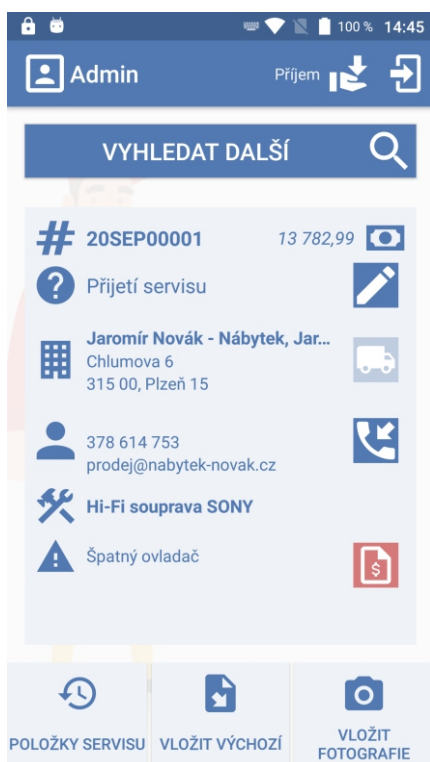 100 % 14:45
Admin
Příjem
VYHLEDAT DALŠÍ
# 20SEP00001 13 782,99
Přijetí servisu
Jaromír Novák - Nábytek, Jar...
Chlumova 6
315 00, Plzeň 15
378 614 753
prodej@nabytek-novak.cz
Hi-Fi souprava SONY
Špatný ovladač
POLOŽKY SERVISU
VLOŽIT VÝCHOZÍ
VLOŽIT
FOTOGRAFIE